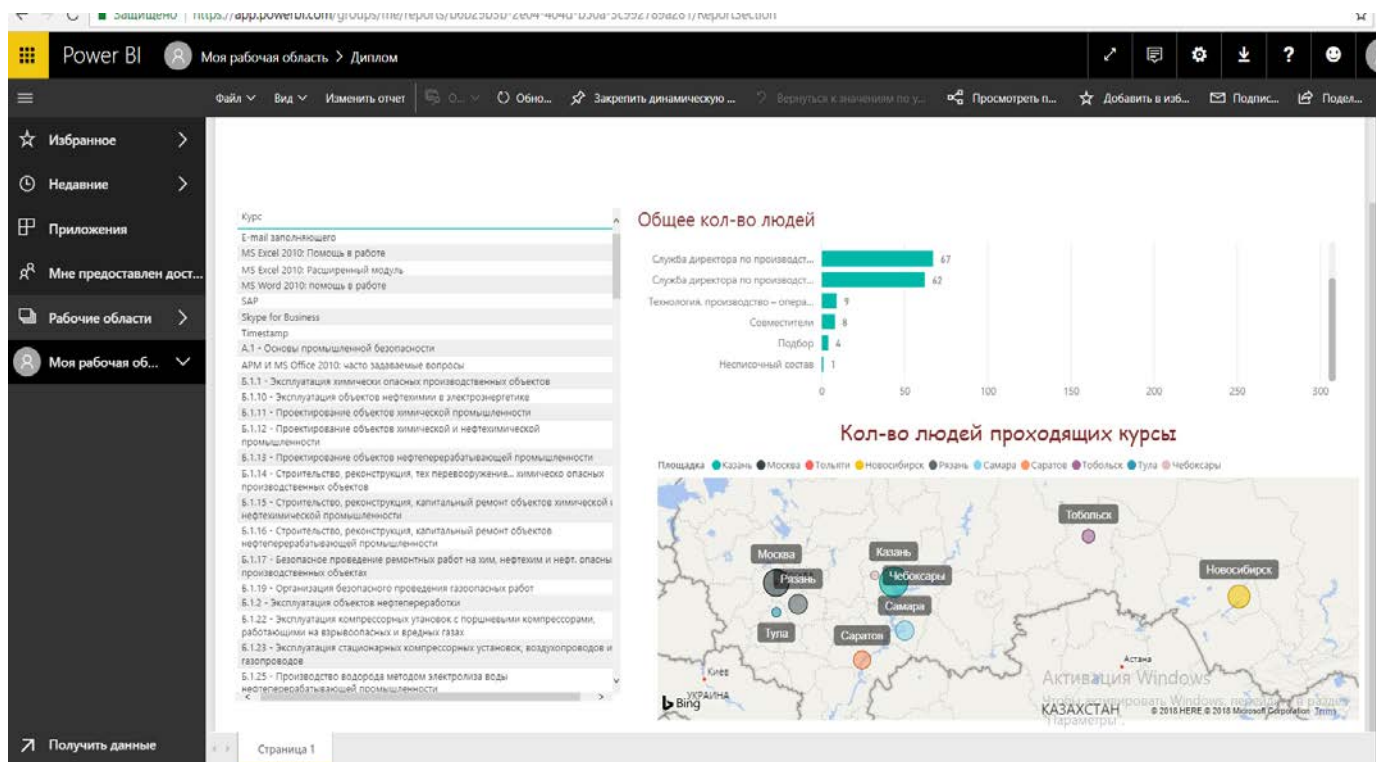 Защищено https://app.powerbi.com/groups/me/reports/
Power BI Моя рабочая область > Диплом
Файл Вид Изменить отчет О... Обно... Закрепить динамическую ... Вернуться к значениям по у... Просмотреть п... Добавить в изб... Подпис... Подел...
Избранное
Недавние
Приложения
Мне предоставлен дост...
Рабочие области
Моя рабочая об...
Получить данные
Курс
E-mail заполняющего
MS Excel 2010: Помощь в работе
MS Excel 2010: Расширенный модуль
MS Word 2010: помощь в работе
SAP
Skype for Business
Timestamp
А.1 - Основы промышленной безопасности
АРМ И MS Office 2010: часто задаваемые вопросы
Б.1.1 - Эксплуатация химически опасных производственных объектов
Б.1.10 - Эксплуатация объектов нефтехимии в электроэнергетике
Б.1.11 - Проектирование объектов химической промышленности
Б.1.12 - Проектирование объектов химической и нефтехимической
промышленности
Б.1.13 - Проектирование объектов нефтеперерабатывающей промышленности
Б.1.14 - Строительство, реконструкция, тех перевооружение... химическо опасных
производственных объектов
Б.1.15 - Строительство, реконструкция, капитальный ремонт объектов химической и
нефтехимической промышленности
Б.1.16 - Строительство, реконструкция, капитальный ремонт объектов
нефтеперерабатывающей промышленности
Б.1.17 - Безопасное проведение ремонтных работ на хим, нефтехим и нефт. опасны
производственных объектах
Б.1.19 - Организация безопасного проведения газоопасных работ
Б.1.2 - Эксплуатация объектов нефтепереработки
Б.1.22 - Эксплуатация компрессорных установок с поршневыми компрессорами,
работающими на взрывоопасных и вредных газах
Б.1.23 - Эксплуатация стационарных компрессорных установок, воздухопроводов и
газопроводов
Б.1.25 - Производство водорода методом электролиза воды
нефтеперерабатывающей промышленности
Общее кол-во людей
Служба директора по производст... 67
Служба директора по производст... 62
Технология, производство – опера... 9
Совместители 8
Подбор 4
Несписочный состав 1
0 50 100 150 200 250 300
Кол-во людей проходящих курсы
Площадка Казань Москва Тольяти Новосибирск Рязань Самара Саратов Тобольск Тула Чебоксары
Тобольск
Москва
Казань
Рязань
Чебоксары
Новосибирск
Самара
Тула
Саратов
Астана
Киев
УКРАИНА
Bing
КАЗАХСТАН
Активация Windows
Чтобы активировать Windows, перейдите в раздел
"Параметры".
© 2018 HERE © 2018 Microsoft Corporation Terms
Страница 1